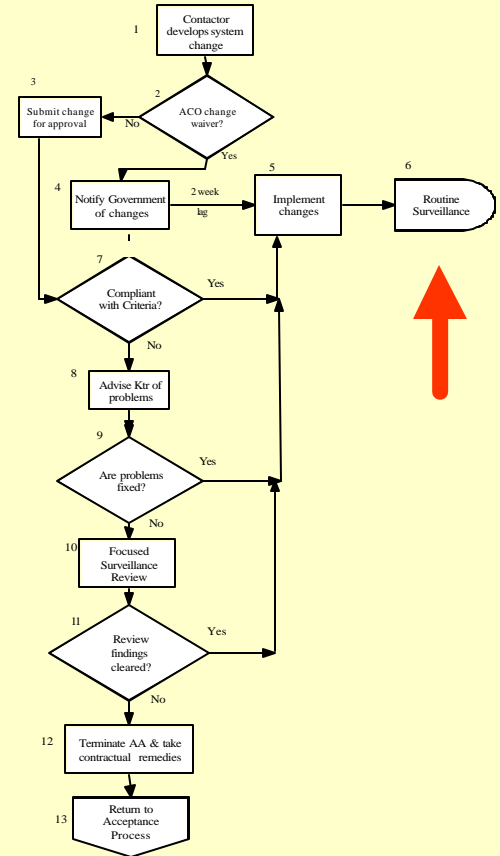 1
Contactor
develops system
change
2
ACO change
waiver?
No
Yes
3
Submit change
for approval
4
Notify Government
of changes
2 week
lag
5
Implement
changes
6
Routine
Surveillance
7
Compliant
with Criteria?
Yes
No
8
Advise Ktr of
problems
9
Are problems
fixed?
Yes
No
10
Focused
Surveillance
Review
11
Review
findings
cleared?
Yes
No
12
Terminate AA & take
contractual remedies
13
Return to
Acceptance
Process